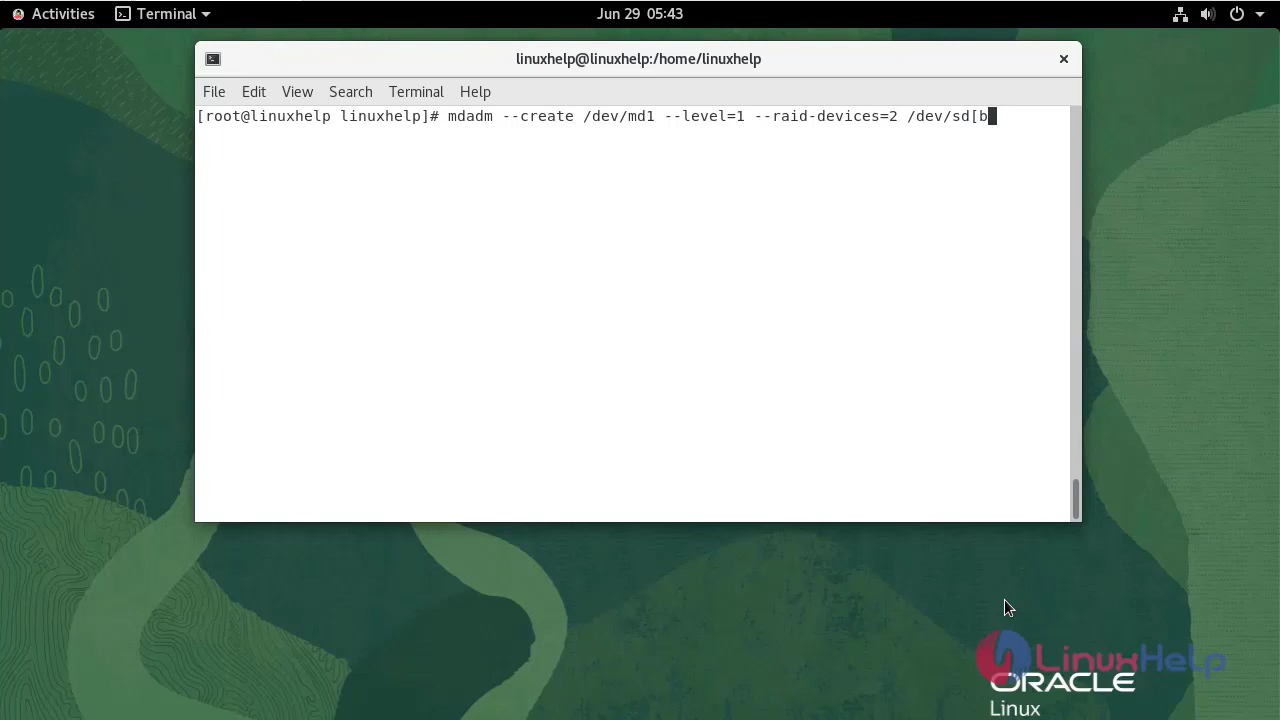 Activities
Terminal
Jun 29 05:43
linuxhelp@linuxhelp:/home/linuxhelp
File Edit View Search Terminal Help
[root@linuxhelp linuxhelp]# mdadm --create /dev/md1 --level=1 --raid-devices=2 /dev/sd[b
LinuxHelp
ORACLE
Linux